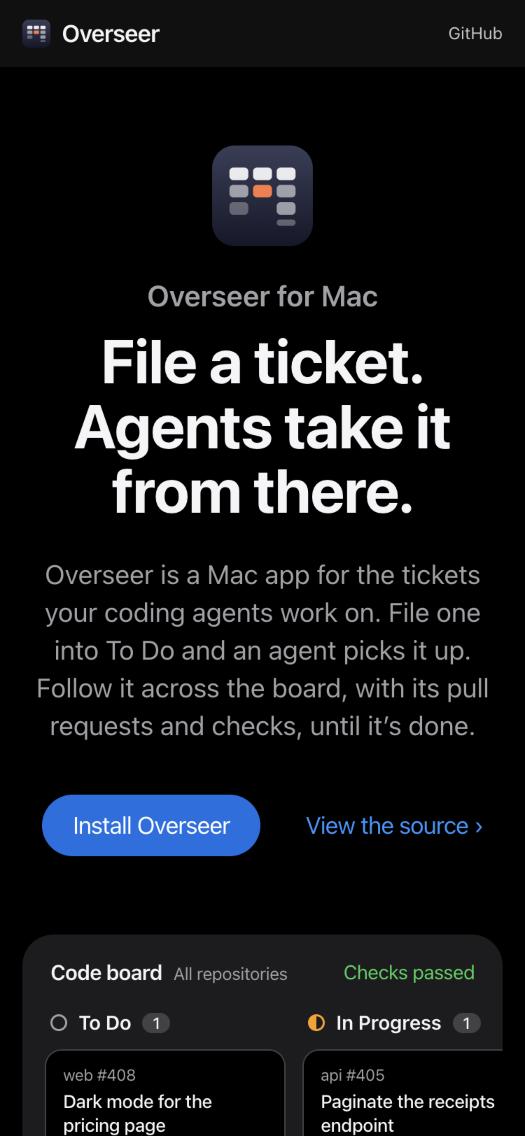 Overseer
GitHub
Overseer for Mac
File a ticket.
Agents take it
from there.
Overseer is a Mac app for the tickets
your coding agents work on. File one
into To Do and an agent picks it up.
Follow it across the board, with its pull
requests and checks, until it’s done.
Install Overseer
View the source ›
Code board All repositories
Checks passed
To Do 1
In Progress 1
web #408
Dark mode for the
pricing page
api #405
Paginate the receipts
endpoint